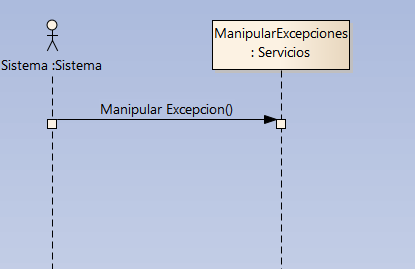 ManipularExcepciones
: Servicios
Sistema :Sistema
Manipular Excepcion()